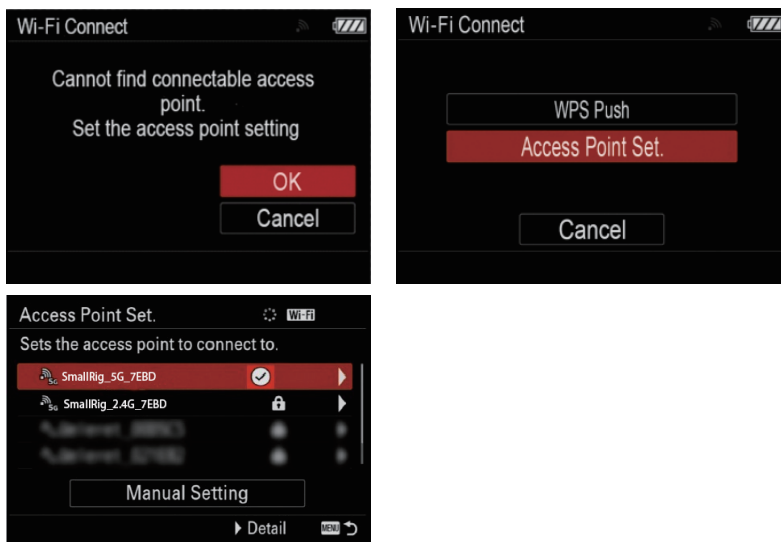 Wi-Fi Connect
Cannot find connectable access
point.
Set the access point setting
OK
Cancel
Wi-Fi Connect
WPS Push
Access Point Set.
Cancel
Access Point Set. Wi-Fi
Sets the access point to connect to.
5G SmallRig_5G_7EBD
5G SmallRig_2.4G_7EBD
Manual Setting
Detail MENU